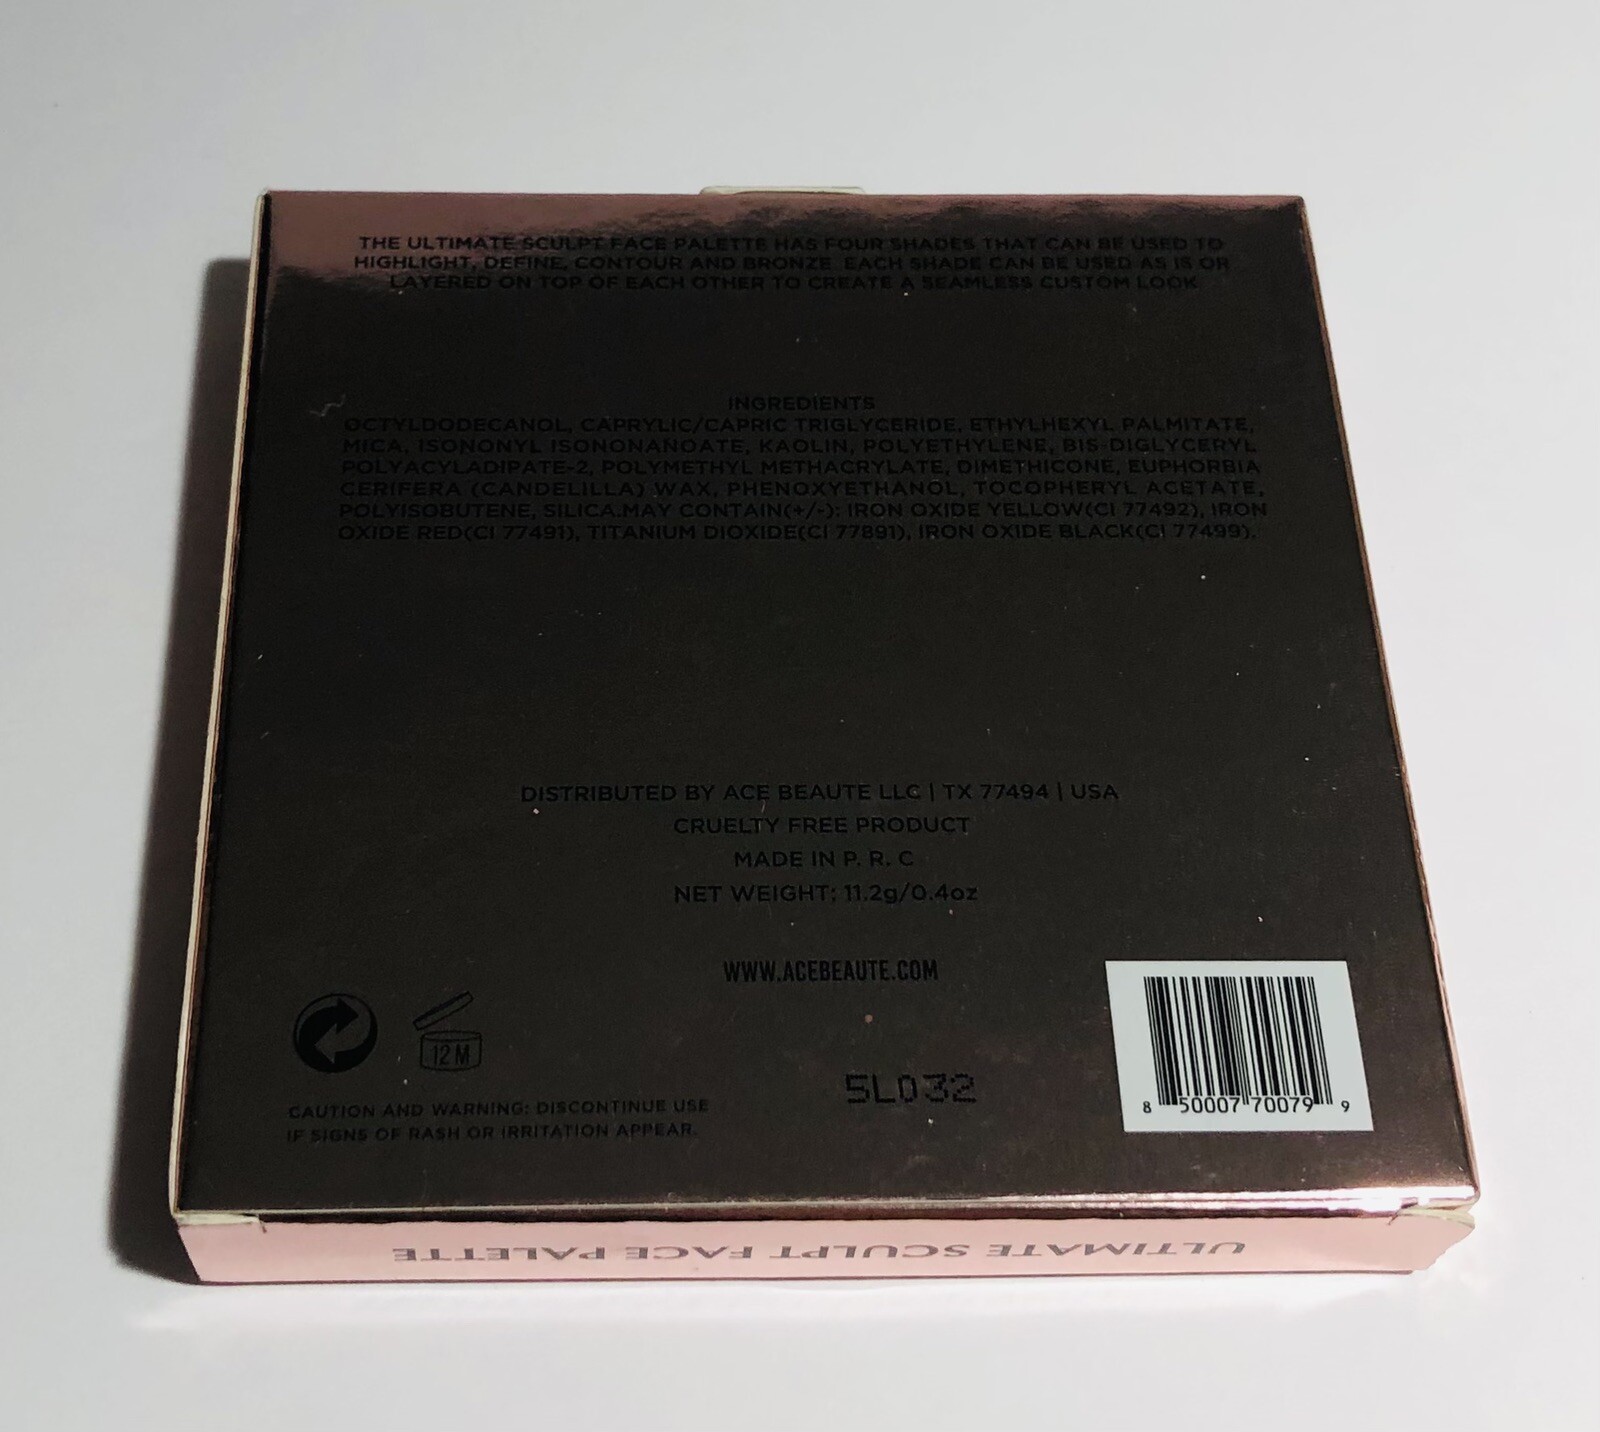 THE ULTIMATE SCULPT FACE PALETTE HAS FOUR SHADES THAT CAN BE USED TO
HIGHLIGHT, DEFINE, CONTOUR AND BRONZE. EACH SHADE CAN BE USED AS IS OR
LAYERED ON TOP OF EACH OTHER TO CREATE A SEAMLESS CUSTOM LOOK
INGREDIENTS
OCTYLDODECANOL, CAPRYLIC/CAPRIC TRIGLYCERIDE, ETHYLHEXYL PALMITATE,
MICA, ISONONYL ISONONANOATE, KAOLIN, POLYETHYLENE, BIS-DIGLYCERYL
POLYACYLADIPATE-2, POLYMETHYL METHACRYLATE, DIMETHICONE, EUPHORBIA
CERIFERA (CANDELILLA) WAX, PHENOXYETHANOL, TOCOPHERYL ACETATE,
POLYISOBUTENE, SILICA.MAY CONTAIN(+/-): IRON OXIDE YELLOW(CI 77492), IRON
OXIDE RED(CI 77491), TITANIUM DIOXIDE(CI 77891), IRON OXIDE BLACK(CI 77499).
DISTRIBUTED BY ACE BEAUTE LLC | TX 77494 | USA
CRUELTY FREE PRODUCT
MADE IN P. R. C
NET WEIGHT: 11.2g/0.4oz
WWW.ACEBEAUTE.COM
12 M
CAUTION AND WARNING: DISCONTINUE USE
IF SIGNS OF RASH OR IRRITATION APPEAR.
5L032
8 50007 70079 9
ULTIMATE SCULPT FACE PALETTE